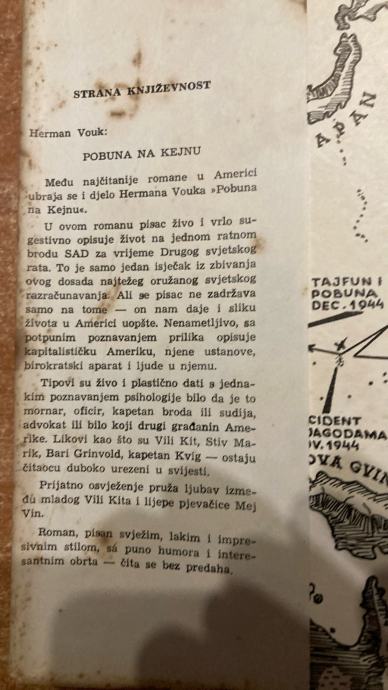 STRANA KNJIŽEVNOST
Herman Vouk:
POBUNA NA KEJNU
Među najčitanije romane u Americi
ubraja se i djelo Hermana Vouka »Pobuna
na Kejnu«.
U ovom romanu pisac živo i vrlo su-
gestivno opisuje život na jednom ratnom
brodu SAD za vrijeme Drugog svjetskog
rata. To je samo jedan isječak iz zbivanja
ovog dosada najtežeg oružanog svjetskog
razračunavanja. Ali se pisac ne zadržava
samo na tome — on nam daje i sliku
života u Americi uopšte. Nenametljivo, sa
potpunim poznavanjem prilika opisuje
kapitalističku Ameriku, njene ustanove,
birokratski aparat i ljude u njemu.
Tipovi su živo i plastično dati s jedna-
kim poznavanjem psihologije bilo da je to
mornar, oficir, kapetan broda ili sudija,
advokat ili bilo koji drugi građanin Ame-
rike. Likovi kao što su Vili Kit, Stiv Ma-
rik, Bari Grinvold, kapetan Kvig — ostaju
čitaocu duboko urezeni u svijesti.
Prijatno osvježenje pruža ljubav izme-
đu mladog Vili Kita i lijepe pjevačice Mej
Vin.
Roman, pisan svježim, lakim i impre-
sivnim stilom, sa puno humora i intere-
santnim obrta — čita se bez predaha.
APAN
TAJFUN I
POBUNA
DEC. 1944
CIDENT
JAGODAMA
OV. 1944
OVA GVIN